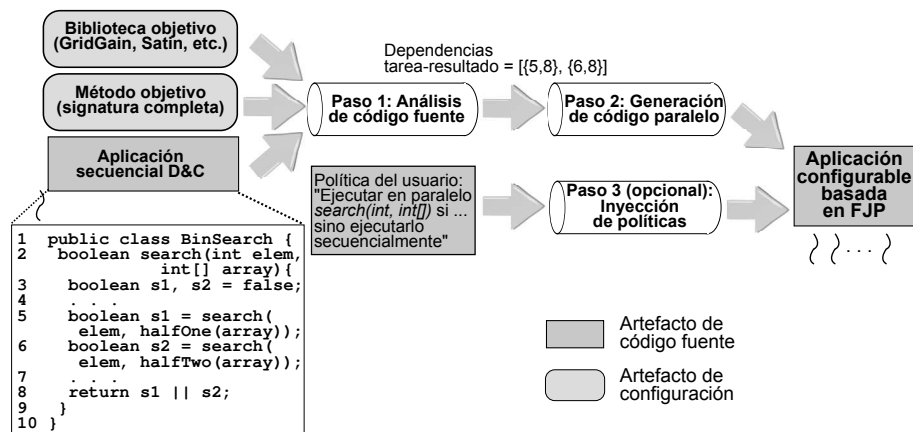 Biblioteca objetivo
(GridGain, Satin, etc.)
Método objetivo
(signatura completa)
Aplicación
secuencial D&C
Dependencias
tarea-resultado = [{5,8}, {6,8}]
Paso 1: Análisis
de código fuente
Paso 2: Generación
de código paralelo
Política del usuario:
"Ejecutar en paralelo
search(int, int[]) si ...
sino ejecutarlo
secuencialmente"
Paso 3 (opcional):
Inyección
de políticas
Aplicación
configurable
basada
en FJP
1 public class BinSearch {
2 boolean search(int elem,
int[] array){
3 boolean s1, s2 = false;
4 . . .
5 boolean s1 = search(
elem, halfOne(array));
6 boolean s2 = search(
elem, halfTwo(array));
7 . . .
8 return s1 || s2;
9 }
10 }
. . .
Artefacto de
código fuente
Artefacto de
configuración